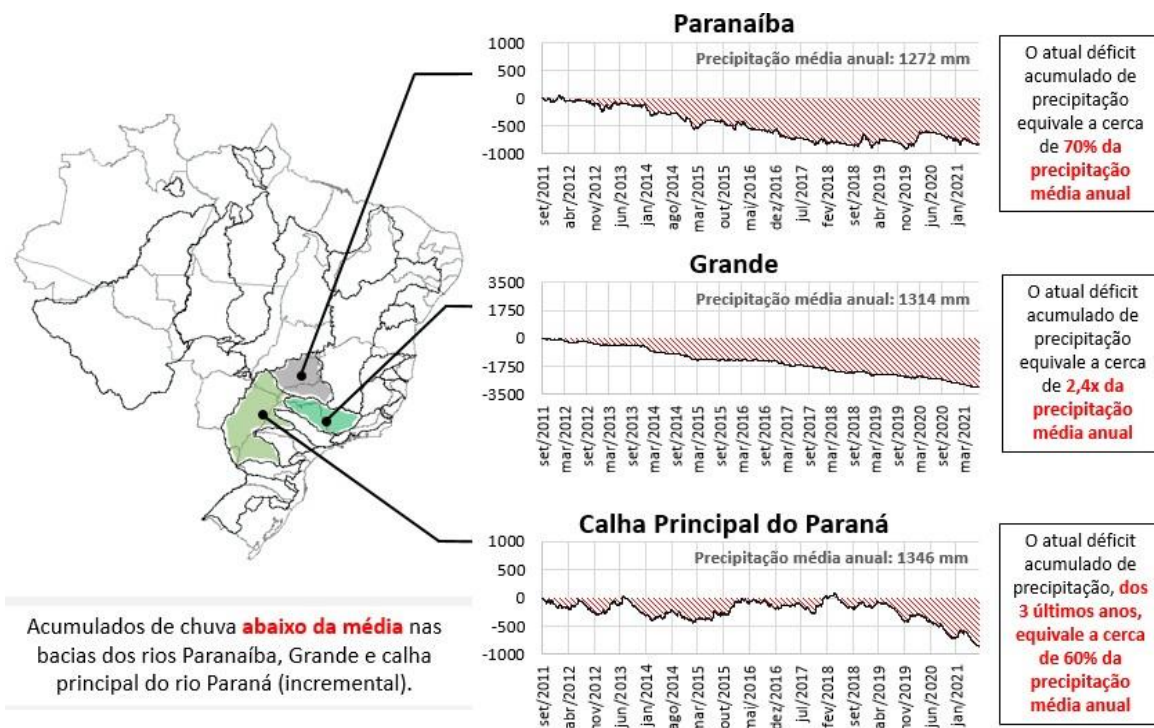 Paranaíba
Precipitação média anual: 1272 mm
1000
500
0
-500
-1000
set/2011
abr/2012
nov/2012
jun/2013
jan/2014
ago/2014
mar/2015
out/2015
mai/2016
dez/2016
jul/2017
fev/2018
set/2018
abr/2019
nov/2019
jun/2020
jan/2021
O atual déficit
acumulado de
precipitação
equivale a cerca
de 70% da
precipitação
média anual
Grande
Precipitação média anual: 1314 mm
3500
1750
0
-1750
-3500
set/2011
mar/2012
set/2012
mar/2013
set/2013
mar/2014
set/2014
mar/2015
set/2015
mar/2016
set/2016
mar/2017
set/2017
mar/2018
set/2018
mar/2019
set/2019
mar/2020
set/2020
mar/2021
O atual déficit
acumulado de
precipitação
equivale a cerca
de 2,4x da
precipitação
média anual
Calha Principal do Paraná
Precipitação média anual: 1346 mm
1000
500
0
-500
-1000
set/2011
abr/2012
nov/2012
jun/2013
jan/2014
ago/2014
mar/2015
out/2015
mai/2016
dez/2016
jul/2017
fev/2018
set/2018
abr/2019
nov/2019
jun/2020
jan/2021
O atual déficit
acumulado de
precipitação, dos
3 últimos anos,
equivale a cerca
de 60% da
precipitação
média anual
Acumulados de chuva abaixo da média nas
bacias dos rios Paranaíba, Grande e calha
principal do rio Paraná (incremental).